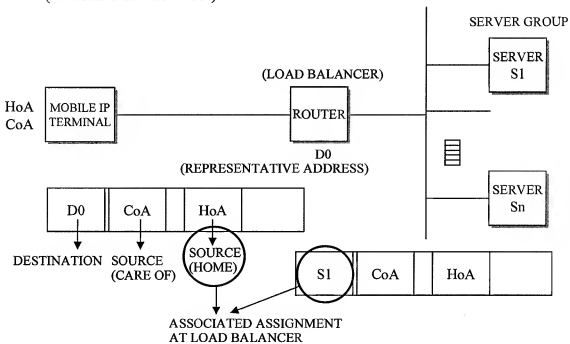 SERVER GROUP
SERVER
S1
(LOAD BALANCER)
HoA
CoA
MOBILE IP
TERMINAL
ROUTER
D0
(REPRESENTATIVE ADDRESS)
SERVER
Sn
D0 CoA HoA
DESTINATION
SOURCE
(CARE OF)
SOURCE
(HOME)
S1 CoA HoA
ASSOCIATED ASSIGNMENT
AT LOAD BALANCER